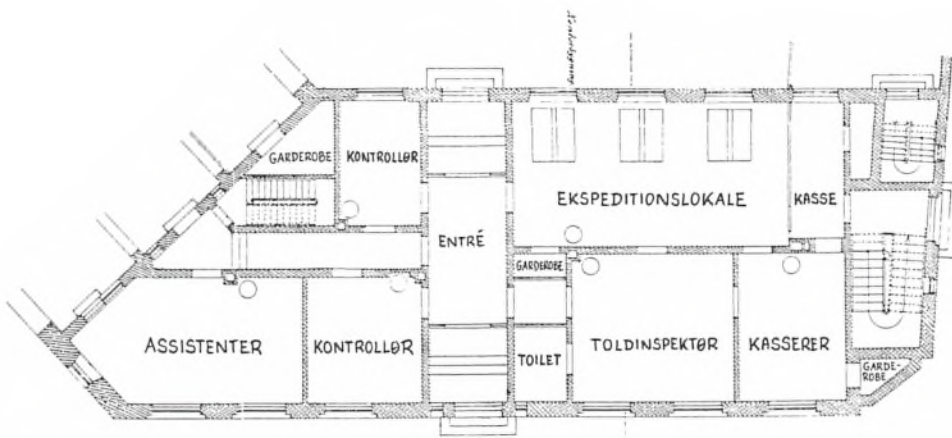 GARDEROBE
KONTROLLØR
EKSPEDITIONSLOKALE
KASSE
ENTRÉ
GARDEROBE
ASSISTENTER
KONTROLLØR
TOILET
TOLDINSPEKTØR
KASSERER
GARDE-
ROBE